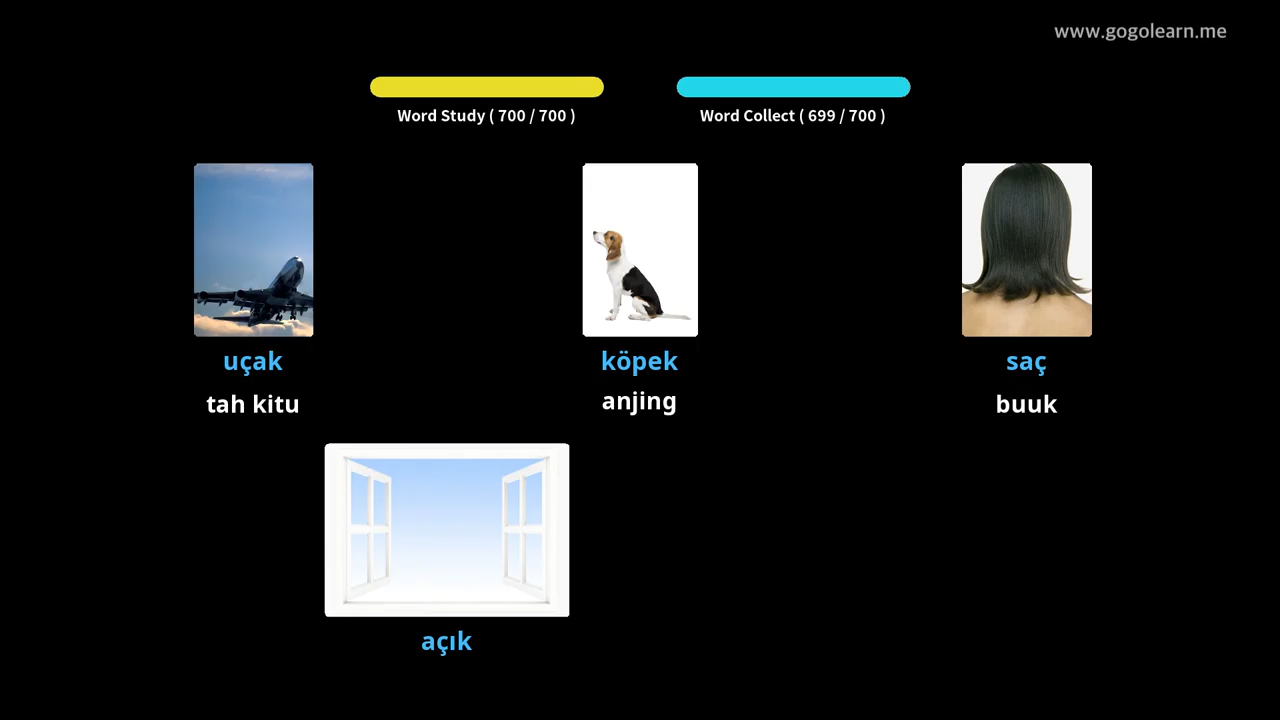 www.gogolearn.me
Word Study ( 700 / 700 )
Word Collect ( 699 / 700 )
uçak
köpek
saç
tah kitu
anjing
buuk
açık